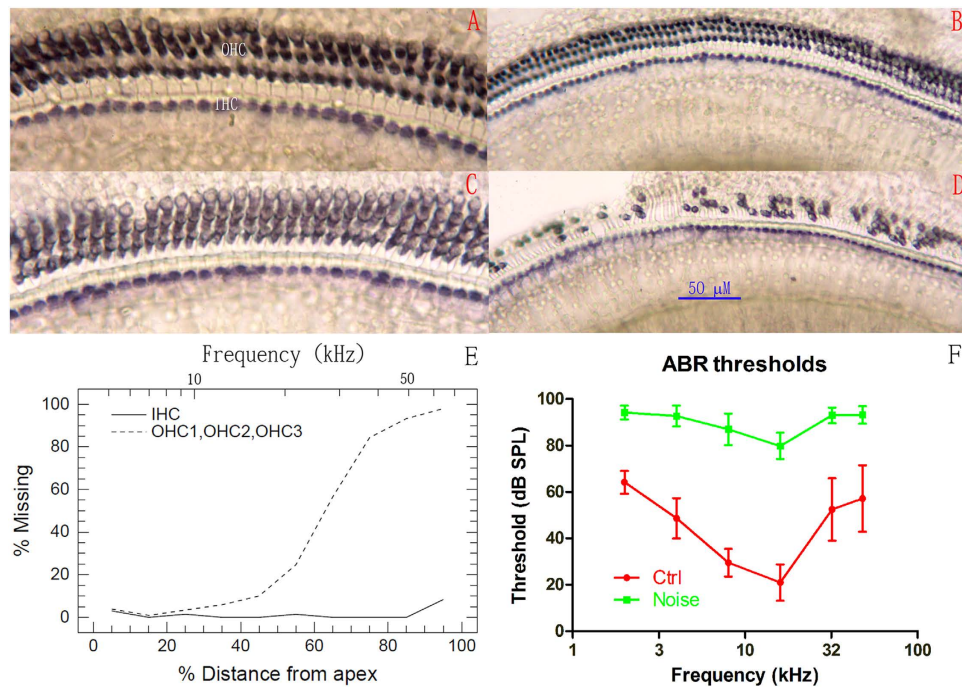 A
B
OHC
IHC
C
D
50 μM
Frequency (kHz)
E
10
50
100
80
60
40
20
0
% Missing
IHC
OHC1,OHC2,OHC3
0
20
40
60
80
100
% Distance from apex
F
ABR thresholds
100
80
60
40
20
0
Threshold (dB SPL)
Ctrl
Noise
1
3
10
32
100
Frequency (kHz)